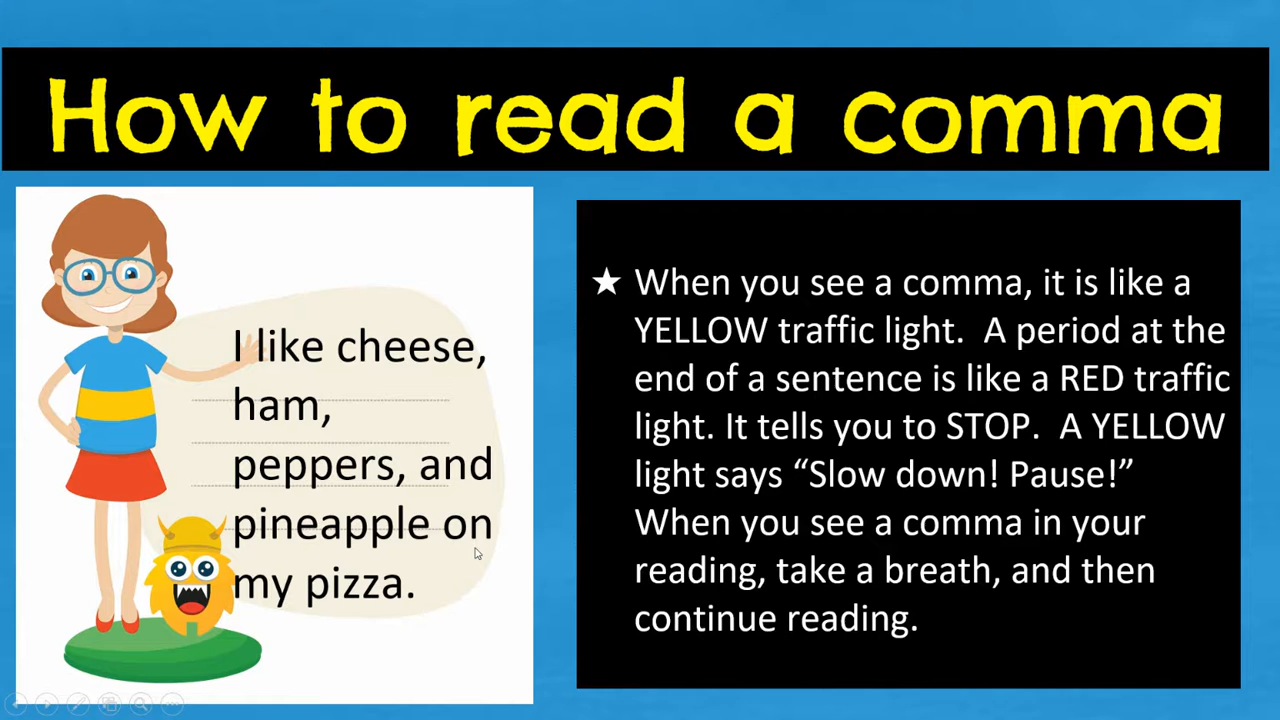 How to read a comma
I like cheese,
ham,
peppers, and
pineapple on
my pizza.
★ When you see a comma, it is like a
YELLOW traffic light.  A period at the
end of a sentence is like a RED traffic
light. It tells you to STOP.  A YELLOW
light says “Slow down! Pause!”
When you see a comma in your
reading, take a breath, and then
continue reading.